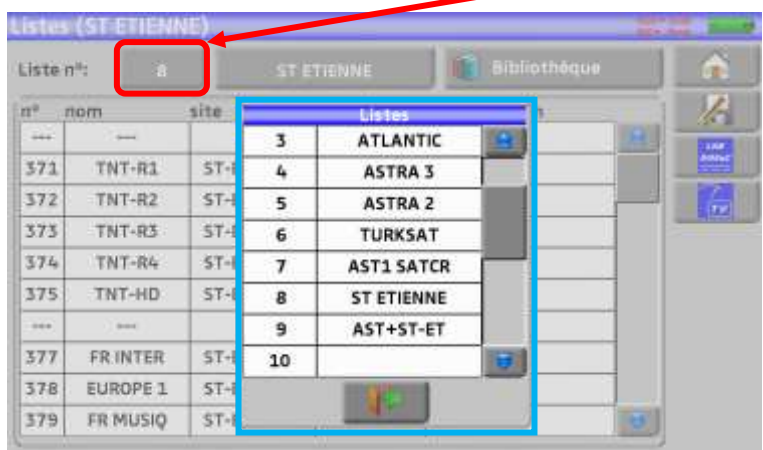 Listes (ST ETIENNE)
Liste n°: 8 ST ETIENNE Bibliothéque
n° nom site
--- ---
371 TNT-R1 ST-
372 TNT-R2 ST-
373 TNT-R3 ST-
374 TNT-R4 ST-
375 TNT-HD ST-
--- ---
377 FR INTER ST-
378 EUROPE 1 ST-
379 FR MUSIQ ST-
Listes
3 ATLANTIC
4 ASTRA 3
5 ASTRA 2
6 TURKSAT
7 AST1 SATCR
8 ST ETIENNE
9 AST+ST-ET
10
TV